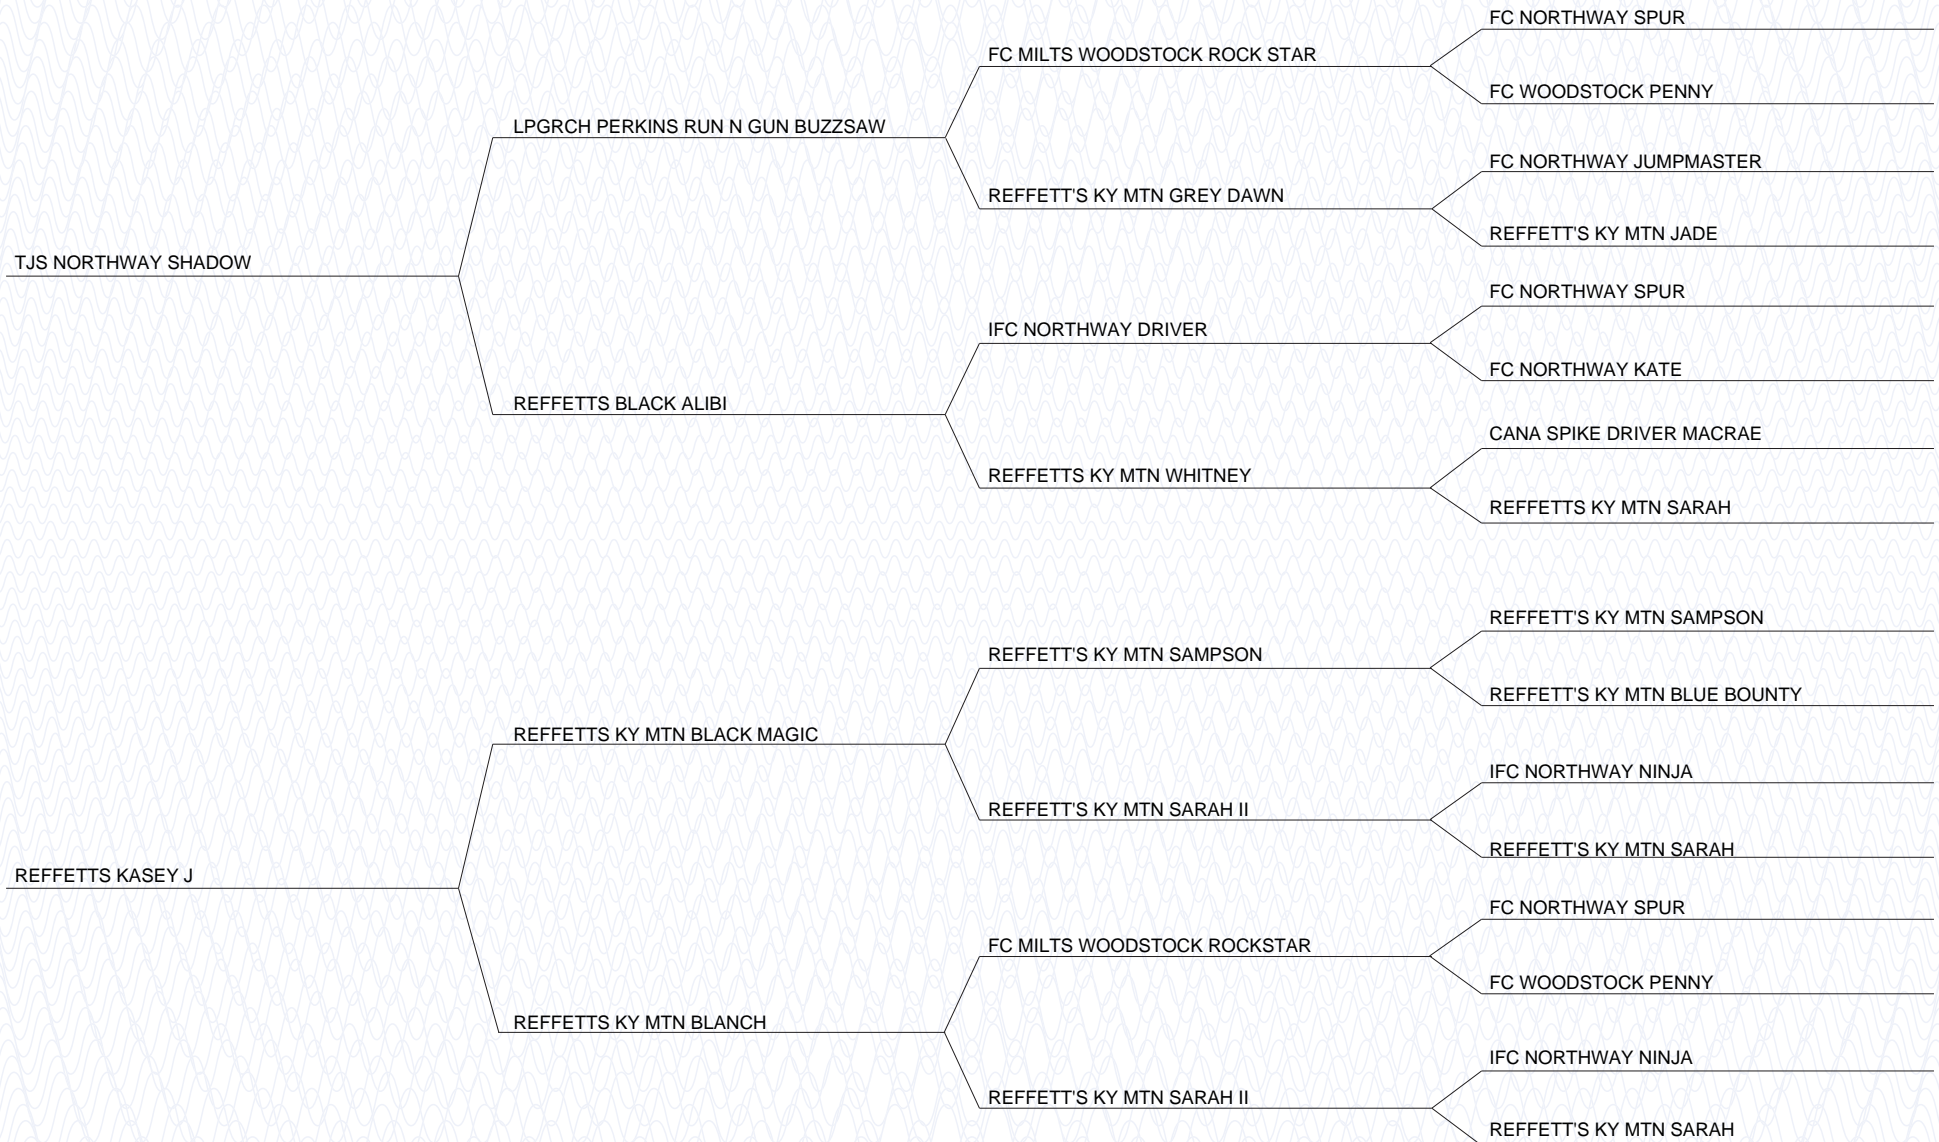 FC NORTHWAY SPUR
FC MILTS WOODSTOCK ROCK STAR
FC WOODSTOCK PENNY
LPGRCH PERKINS RUN N GUN BUZZSAW
FC NORTHWAY JUMPMASTER
REFFETT'S KY MTN GREY DAWN
REFFETT'S KY MTN JADE
TJS NORTHWAY SHADOW
FC NORTHWAY SPUR
IFC NORTHWAY DRIVER
FC NORTHWAY KATE
REFFETTS BLACK ALIBI
CANA SPIKE DRIVER MACRAE
REFFETTS KY MTN WHITNEY
REFFETTS KY MTN SARAH
REFFETT'S KY MTN SAMPSON
REFFETT'S KY MTN SAMPSON
REFFETT'S KY MTN BLUE BOUNTY
REFFETTS KY MTN BLACK MAGIC
IFC NORTHWAY NINJA
REFFETT'S KY MTN SARAH II
REFFETT'S KY MTN SARAH
REFFETTS KASEY J
FC NORTHWAY SPUR
FC MILTS WOODSTOCK ROCKSTAR
FC WOODSTOCK PENNY
REFFETTS KY MTN BLANCH
IFC NORTHWAY NINJA
REFFETT'S KY MTN SARAH II
REFFETT'S KY MTN SARAH